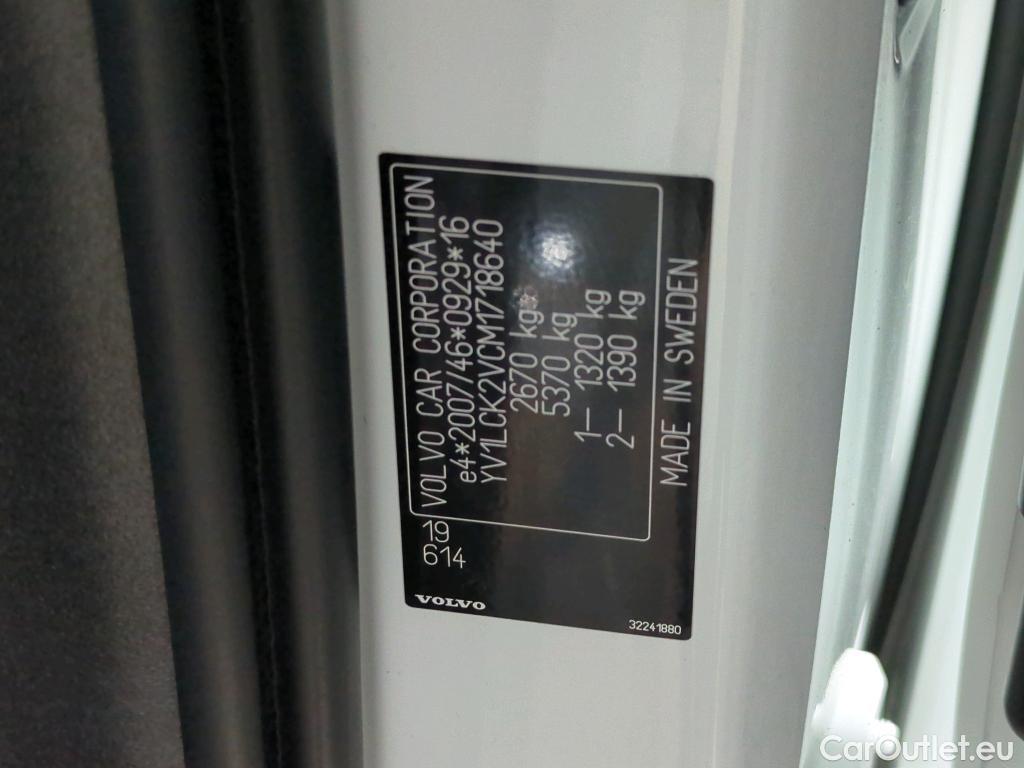 VOLVO CAR CORPORATION
e4*2007/46*0929*16
YV1LCK2VCM1718640
2670 kg
5370 kg
1– 1320 kg
2– 1390 kg
MADE IN SWEDEN
19
614
VOLVO
32241880
CarOutlet.eu